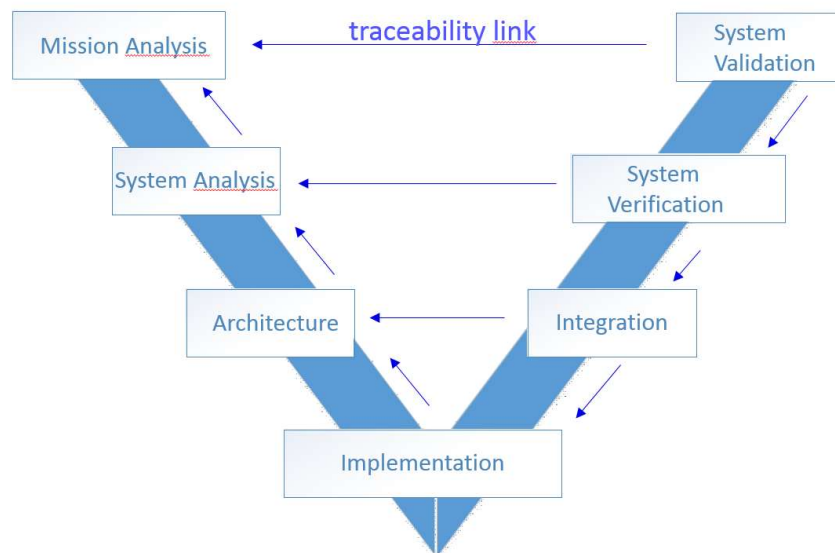 Mission Analysis
traceability link
System
Validation
System Analysis
System
Verification
Architecture
Integration
Implementation